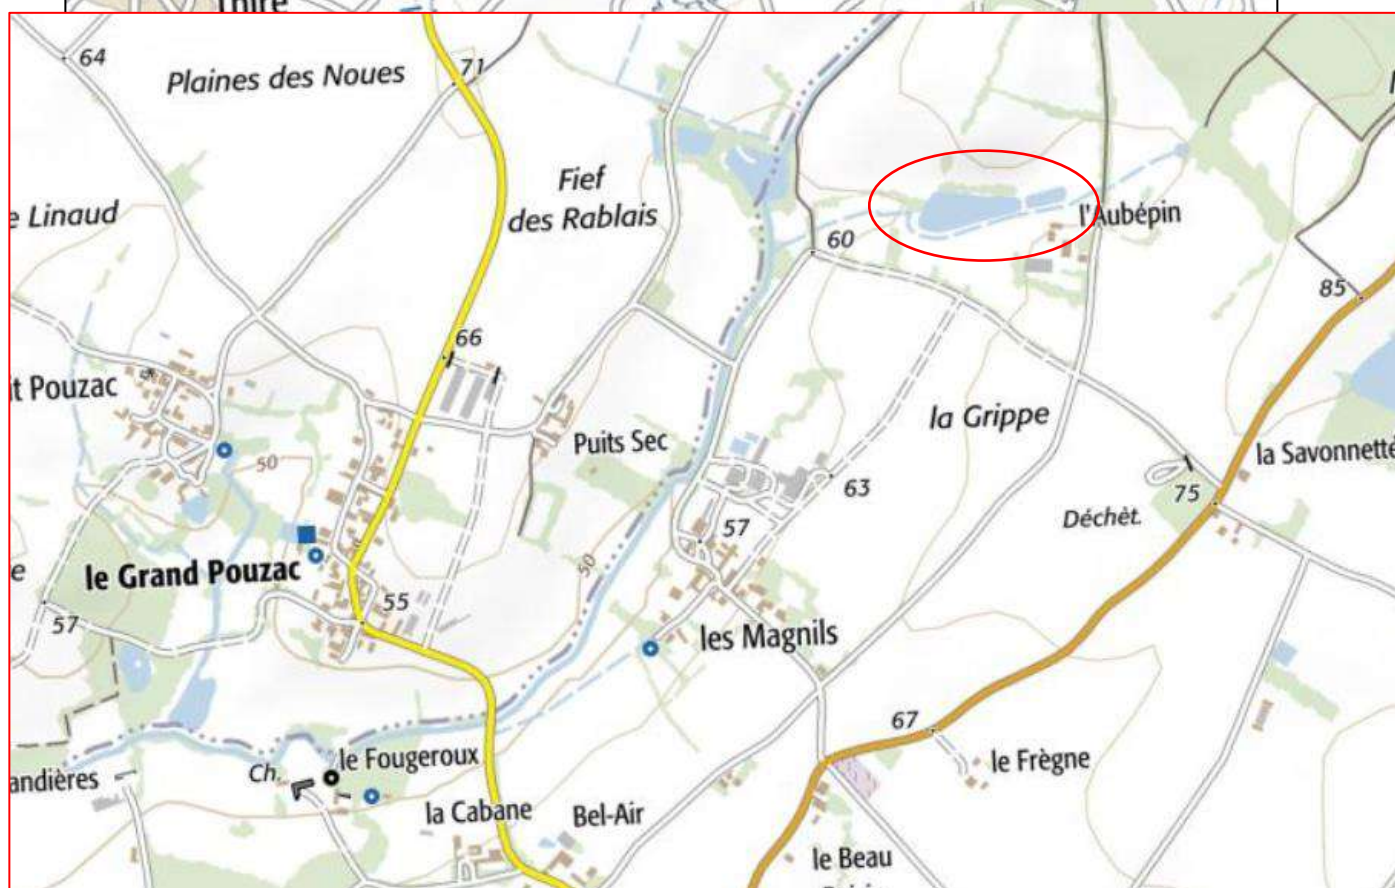 64
Plaines des Noues
71
Fief
des Rablais
e Linaud
l'Aubépin
60
85
66
it Pouzac
la Grippe
Puits Sec
la Savonnette
50
63
75
57
Déchèt.
le Grand Pouzac
50
55
57
les Magnils
67
le Fougeroux
Ch.
le Frègne
andières
la Cabane
Bel-Air
le Beau